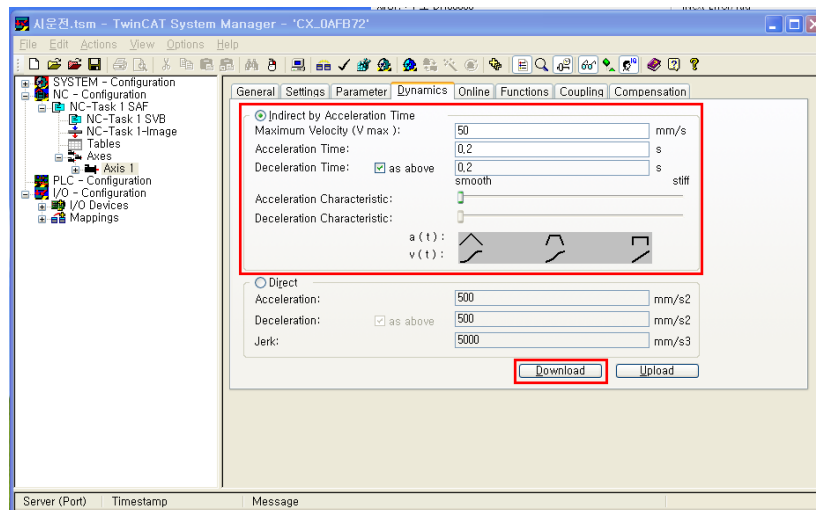 시운전.tsm - TwinCAT System Manager - 'CX_0AFB72'
File Edit Actions View Options Help
SYSTEM - Configuration
NC - Configuration
NC-Task 1 SAF
NC-Task 1 SVB
NC-Task 1-Image
Tables
Axes
Axis 1
PLC - Configuration
I/O - Configuration
I/O Devices
Mappings
General Settings Parameter Dynamics Online Functions Coupling Compensation
Indirect by Acceleration Time
Maximum Velocity (V max ): 50 mm/s
Acceleration Time: 0,2 s
Deceleration Time: as above 0,2 s
smooth stiff
Acceleration Characteristic:
Deceleration Characteristic:
a(t):
v(t):
Direct
Acceleration: 500 mm/s2
Deceleration: as above 500 mm/s2
Jerk: 5000 mm/s3
Download Upload
Server (Port) Timestamp Message